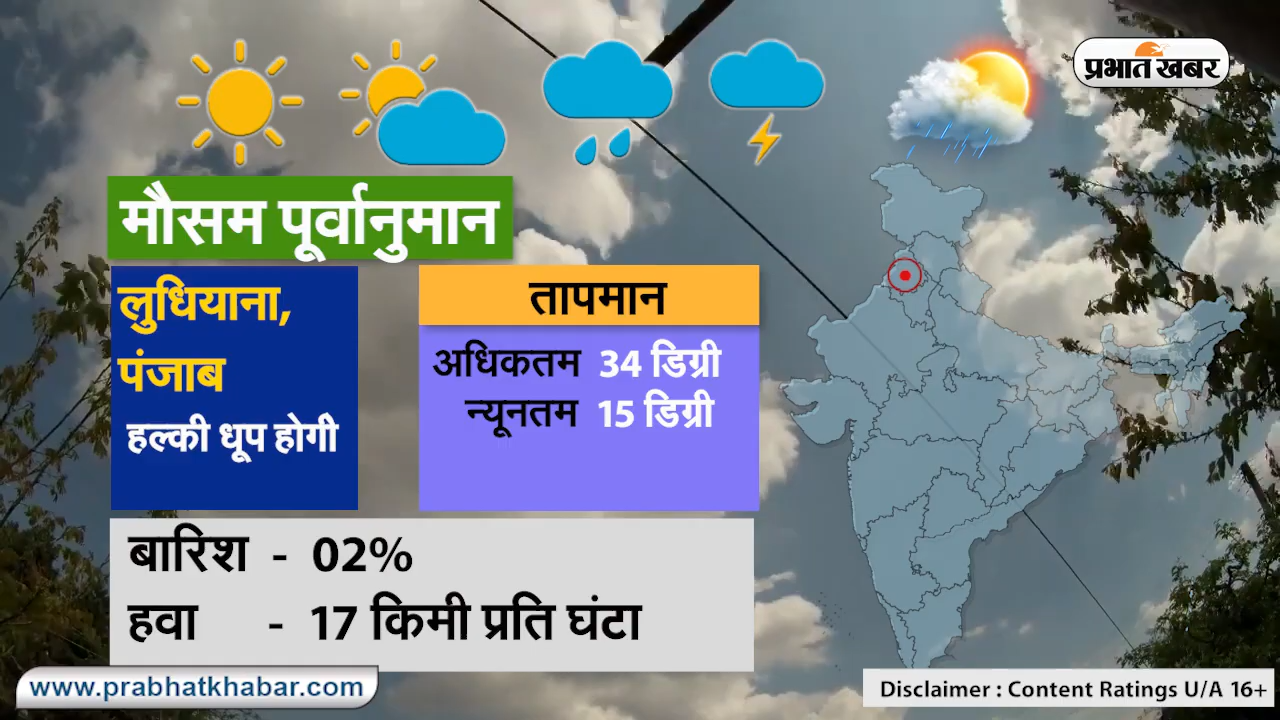 प्रभात खबर
मौसम पूर्वानुमान
लुधियाना,
पंजाब
हल्की धूप होगी
तापमान
अधिकतम 34 डिग्री
न्यूनतम 15 डिग्री
बारिश - 02%
हवा - 17 किमी प्रति घंटा
www.prabhatkhabar.com
Disclaimer : Content Ratings U/A 16+